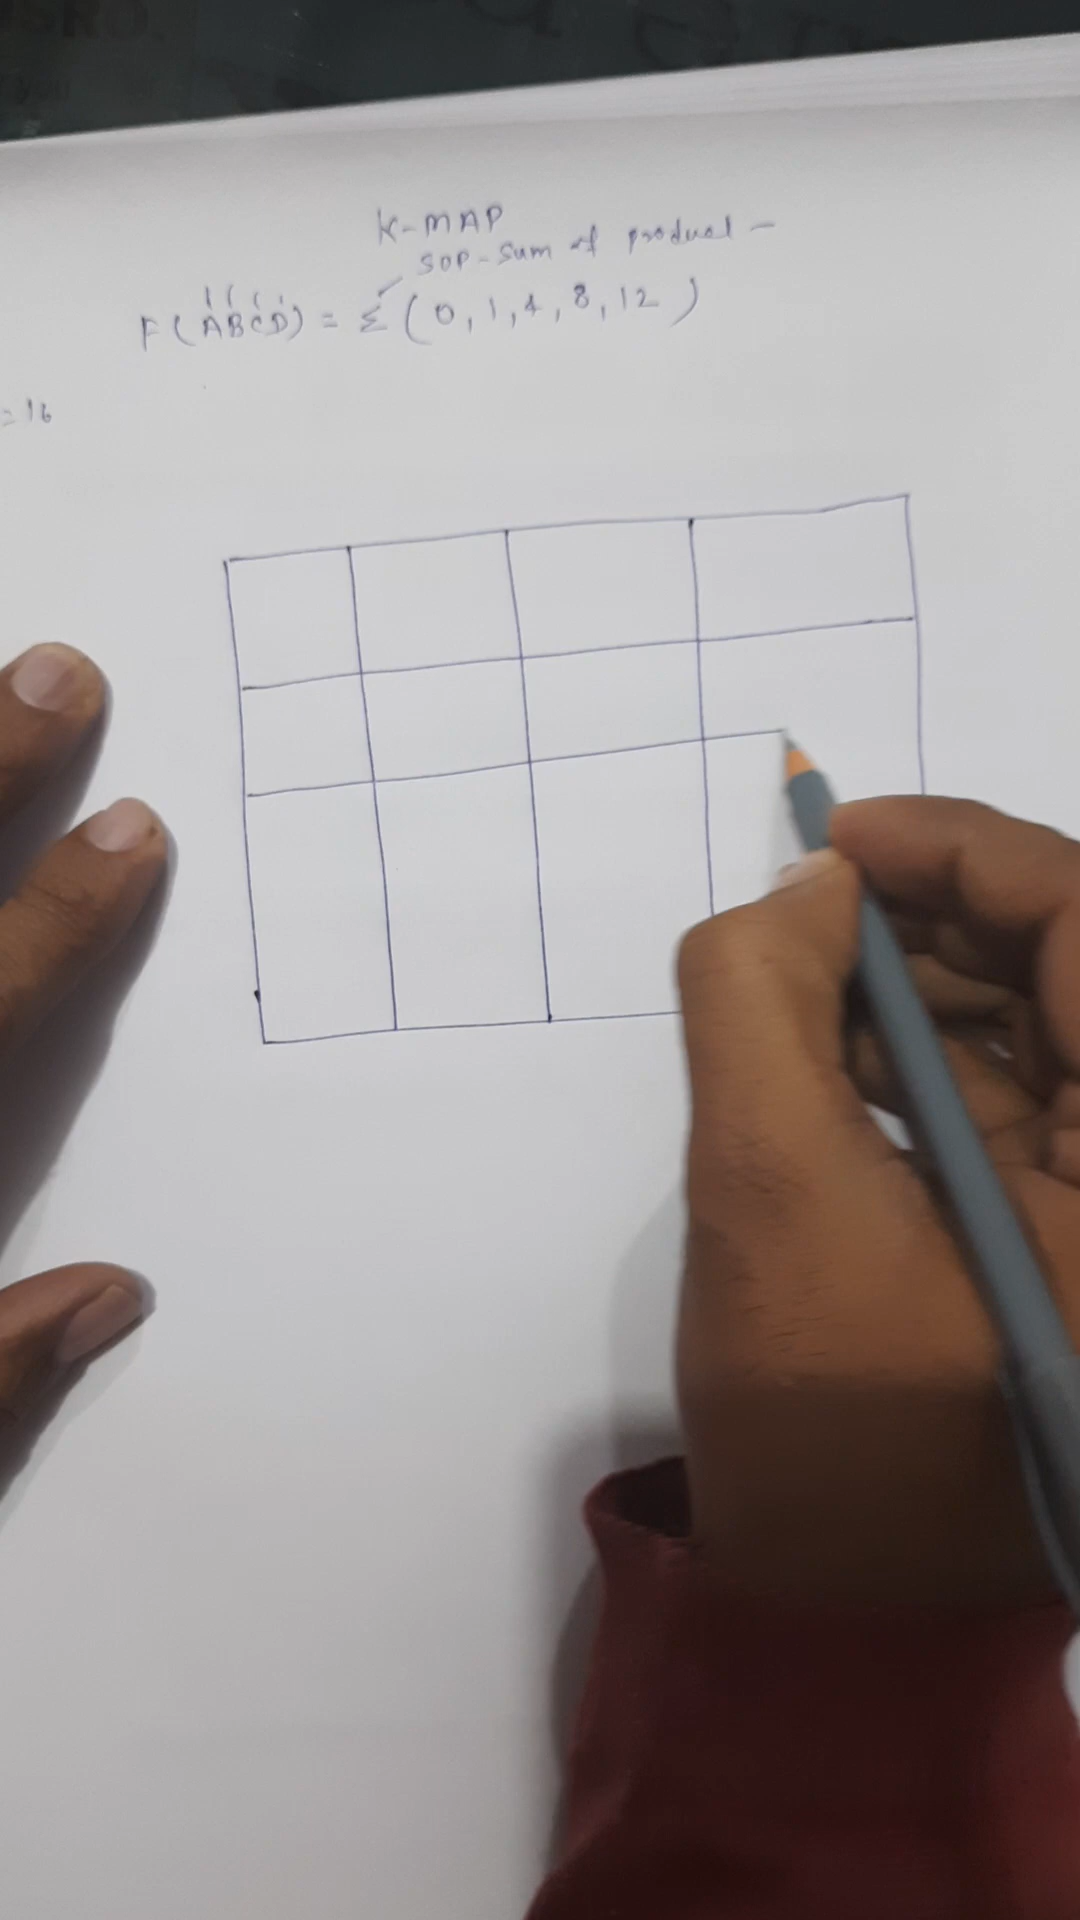 K-MAP
SOP-Sum of product -
F(ABCD) = Σ(0,1,4,8,12)
=16